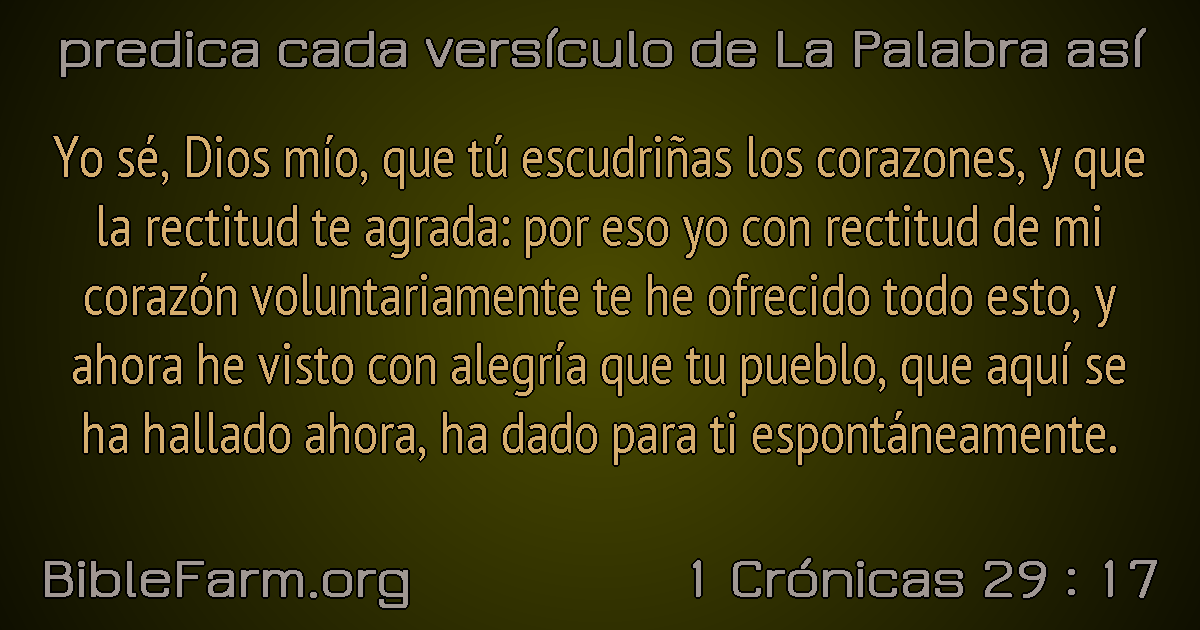 predica cada versículo de La Palabra así
Yo sé, Dios mío, que tú escudriñas los corazones, y que
la rectitud te agrada: por eso yo con rectitud de mi
corazón voluntariamente te he ofrecido todo esto, y
ahora he visto con alegría que tu pueblo, que aquí se
ha hallado ahora, ha dado para ti espontáneamente.
BibleFarm.org
1 Crónicas 29 : 17